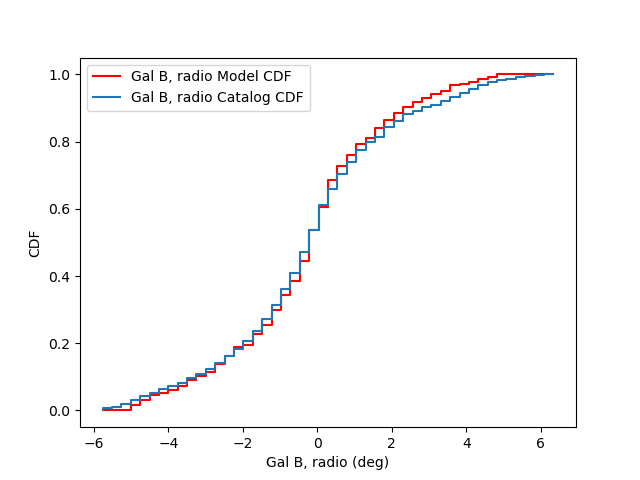 Gal B, radio Model CDF
Gal B, radio Catalog CDF
1.0
0.8
0.6
0.4
0.2
0.0
CDF
−6 −4 −2 0 2 4 6
Gal B, radio (deg)